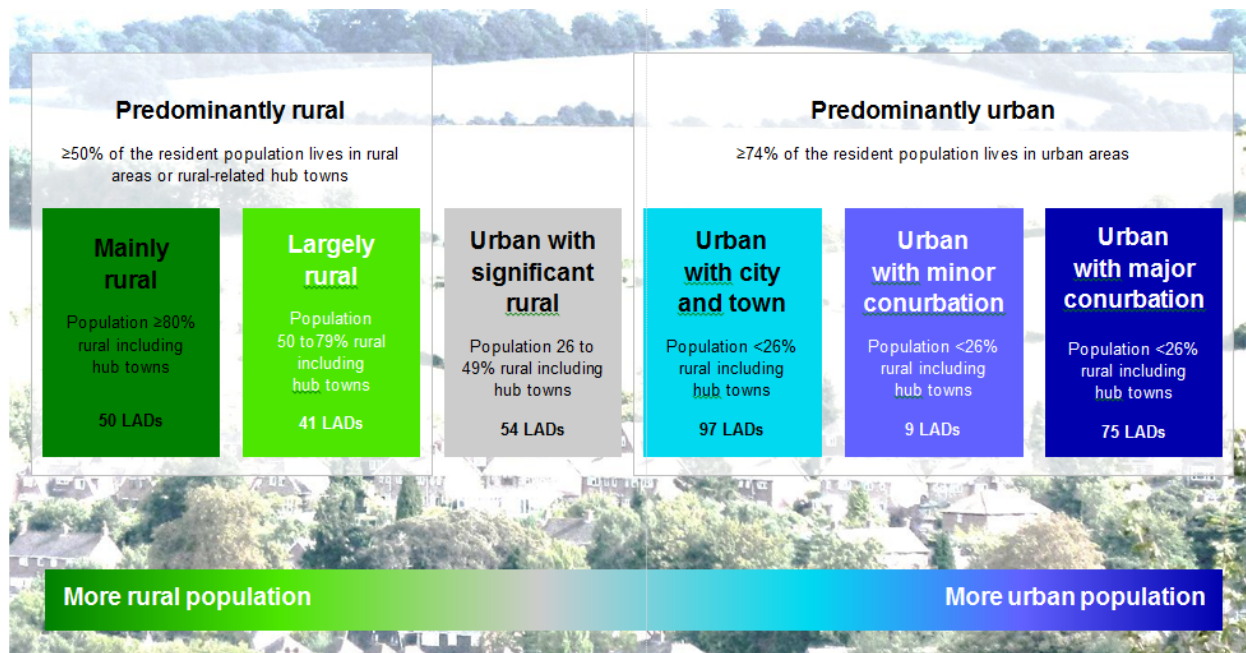 Predominantly rural
≥50% of the resident population lives in rural
areas or rural-related hub towns
Predominantly urban
≥74% of the resident population lives in urban areas
Mainly
rural
Population ≥80%
rural including
hub towns
50 LADs
Largely
rural
Population
50 to79% rural
including
hub towns
41 LADs
Urban with
significant
rural
Population 26 to
49% rural including
hub towns
54 LADs
Urban
with city
and town
Population <26%
rural including
hub towns
97 LADs
Urban
with minor
conurbation
Population <26%
rural including
hub towns
9 LADs
Urban
with major
conurbation
Population <26%
rural including
hub towns
75 LADs
More rural population
More urban population